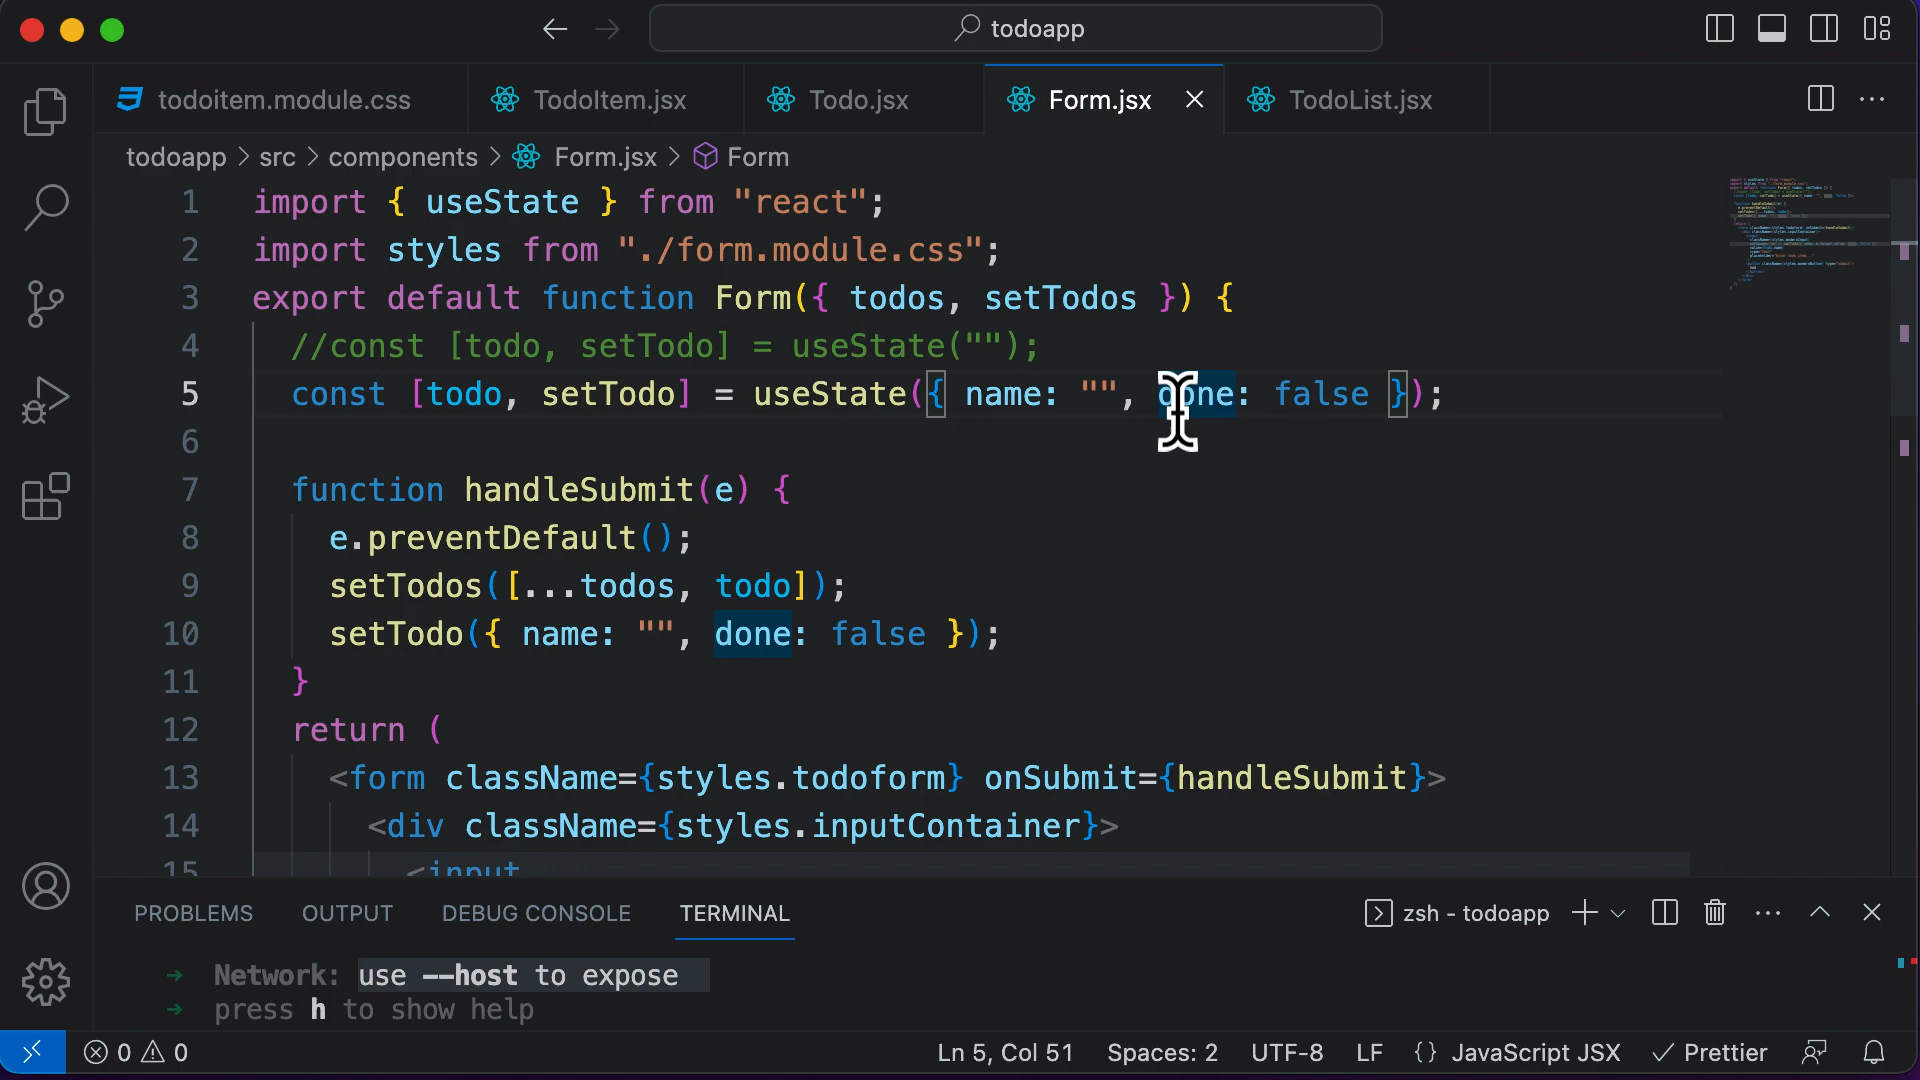 todoapp
todoitem.module.css TodoItem.jsx Todo.jsx Form.jsx TodoList.jsx
todoapp > src > components > Form.jsx > Form
1 import { useState } from "react";
2 import styles from "./form.module.css";
3 export default function Form({ todos, setTodos }) {
4 //const [todo, setTodo] = useState("");
5 const [todo, setTodo] = useState({ name: "", done: false });
6
7 function handleSubmit(e) {
8 e.preventDefault();
9 setTodos([...todos, todo]);
10 setTodo({ name: "", done: false });
11 }
12 return (
13 <form className={styles.todoform} onSubmit={handleSubmit}>
14 <div className={styles.inputContainer}>
15 <input
PROBLEMS OUTPUT DEBUG CONSOLE TERMINAL zsh - todoapp
➜ Network: use --host to expose
➜ press h to show help
0 0 Ln 5, Col 51 Spaces: 2 UTF-8 LF {} JavaScript JSX Prettier